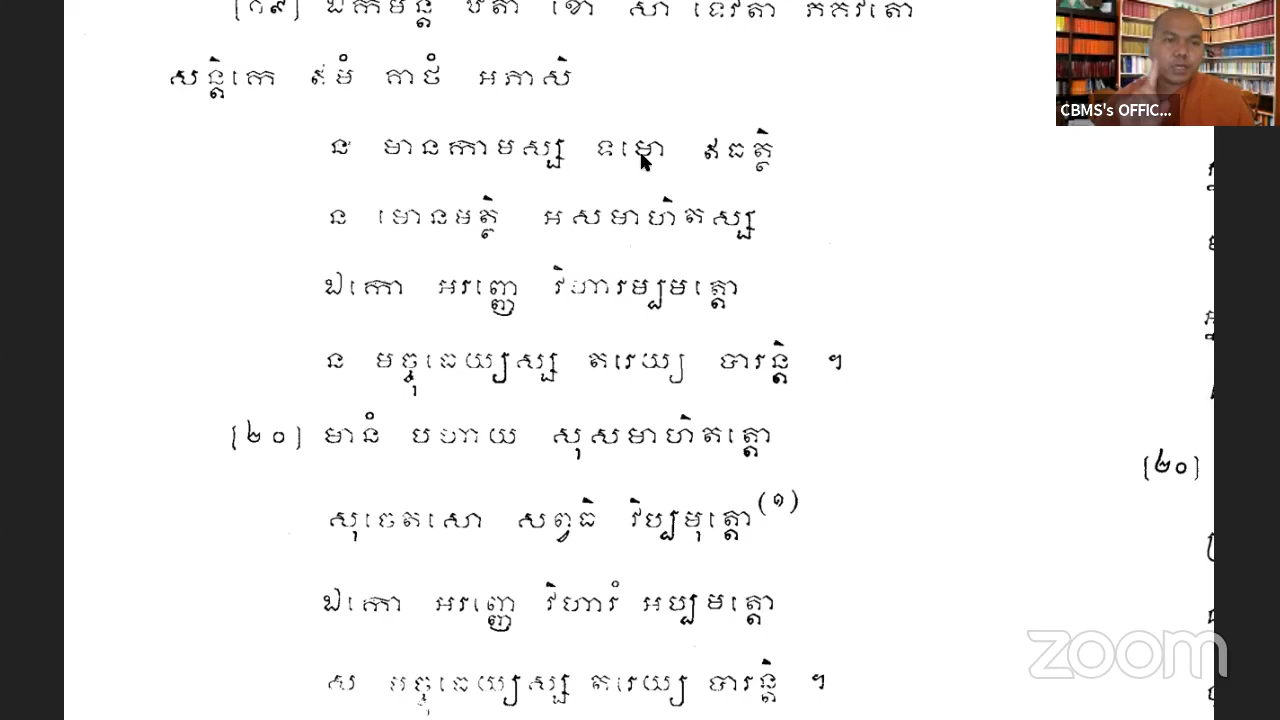 [១៩] ឯកមន្តំ ឋិតា ខោ សា ទេវតា ភគវតោ
សន្តិកេ ឥមំ គាថំ អភាសិ
ន មានកាមស្ស ទមោ ឥធត្ថិ
ន មោនមត្ថិ អសមាហិតស្ស
ឯកោ អរញ្ញេ វិហារម្បមត្តោ
ន មច្ចុធេយ្យស្ស តរេយ្យ បារន្តិ ។
[២០] មានំ បហាយ សុសមាហិតត្តោ
សុចេតសោ សព្វធិ វិប្បមុត្តោ(១)
ឯកោ អរញ្ញេ វិហារំ អប្បមត្តោ
ស មច្ចុធេយ្យស្ស តរេយ្យ បារន្តិ ។
[២០]
CBMS's OFFIC...
zoom